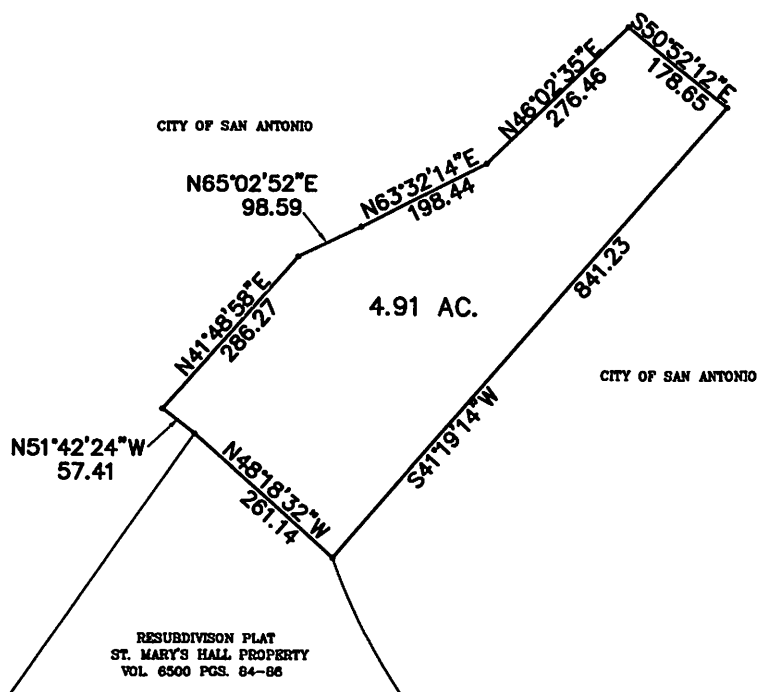 S50°52'12"E
178.65
N46°02'35"E
276.46
CITY OF SAN ANTONIO
N65°02'52"E
98.59
N63°32'14"E
198.44
841.23
4.91 AC.
N41°48'58"E
286.27
CITY OF SAN ANTONIO
S41°19'14"W
N51°42'24"W
57.41
N48°18'32"W
261.14
RESUBDIVISON PLAT
ST. MARY'S HALL PROPERTY
VOL 6500 PGS. 84-86